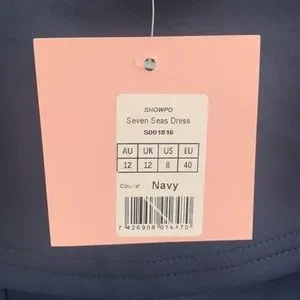 SHOWPO
Seven Seas Dress
S001816
AU UK US EU
12 12 8 40
Navy